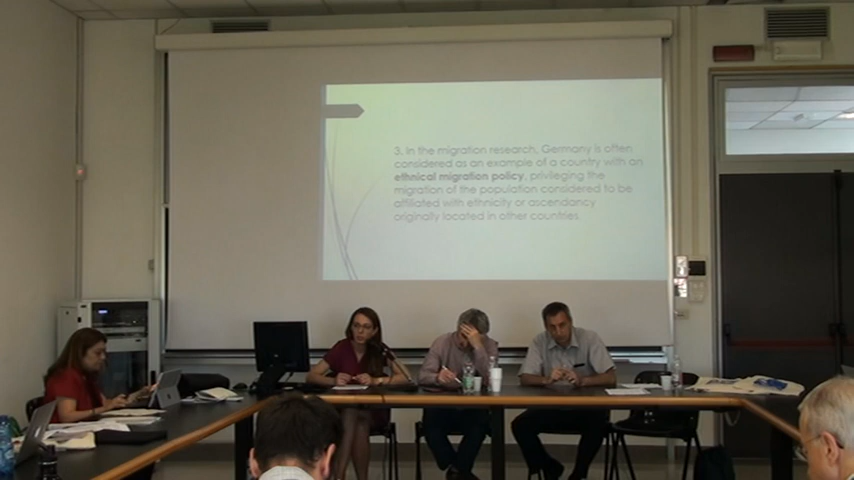 3. In the migration research, Germany is often
considered as an example of a country with an
ethnical migration policy, privileging the
migration of the population considered to be
affiliated with ethnicity or ascendancy
originally located in other countries.